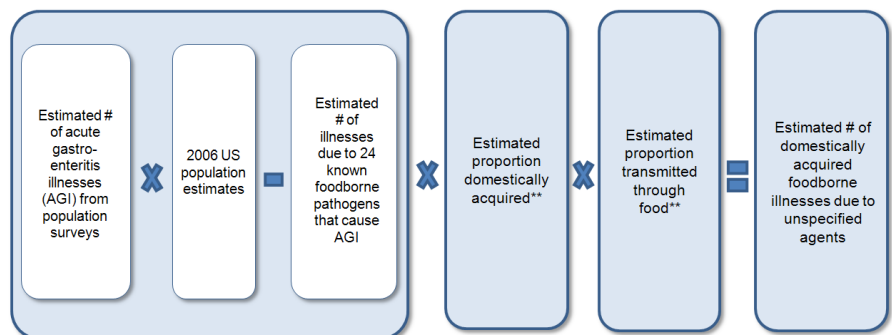 Estimated #
of acute
gastro-
enteritis
illnesses
(AGI) from
population
surveys
2006 US
population
estimates
Estimated
# of
illnesses
due to 24
known
foodborne
pathogens
that cause
AGI
Estimated
proportion
domestically
acquired**
Estimated
proportion
transmitted
through
food**
Estimated # of
domestically
acquired
foodborne
illnesses due to
unspecified
agents